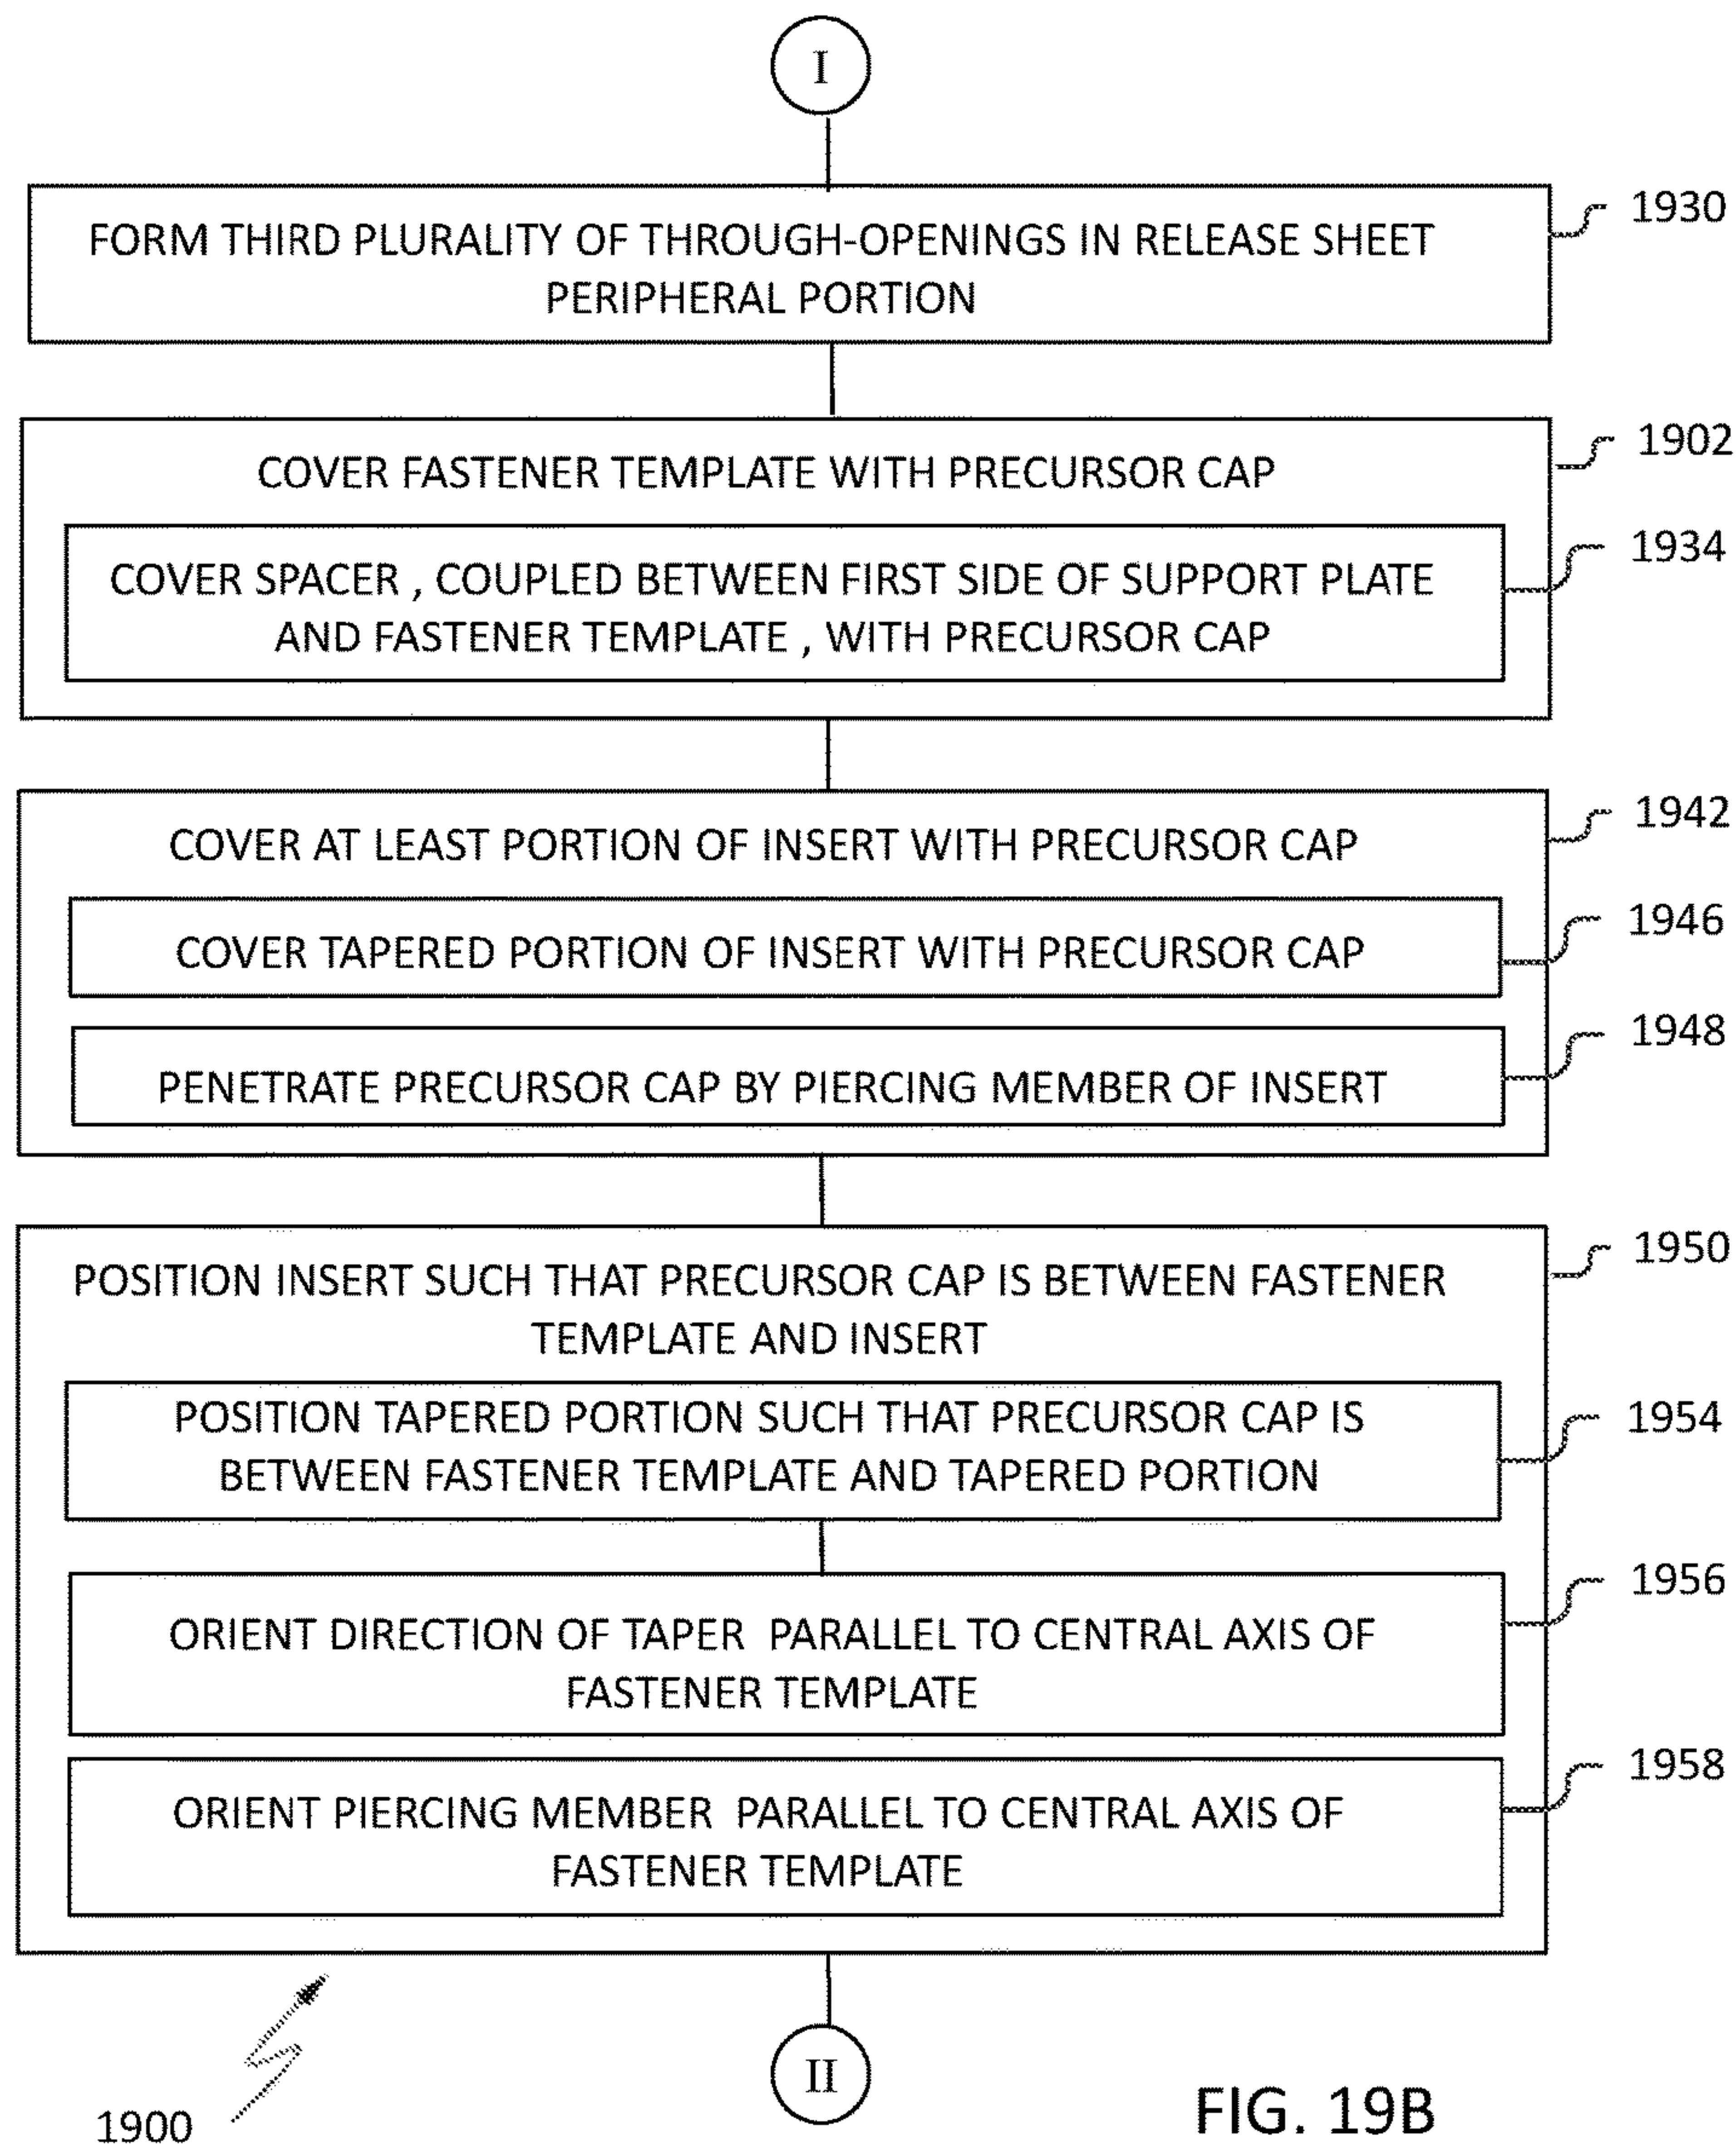 I
FORM THIRD PLURALITY OF THROUGH-OPENINGS IN RELEASE SHEET
PERIPHERAL PORTION
1930
COVER FASTENER TEMPLATE WITH PRECURSOR CAP
1902
COVER SPACER , COUPLED BETWEEN FIRST SIDE OF SUPPORT PLATE
AND FASTENER TEMPLATE , WITH PRECURSOR CAP
1934
COVER AT LEAST PORTION OF INSERT WITH PRECURSOR CAP
1942
COVER TAPERED PORTION OF INSERT WITH PRECURSOR CAP
1946
PENETRATE PRECURSOR CAP BY PIERCING MEMBER OF INSERT
1948
POSITION INSERT SUCH THAT PRECURSOR CAP IS BETWEEN FASTENER
TEMPLATE AND INSERT
1950
POSITION TAPERED PORTION SUCH THAT PRECURSOR CAP IS
BETWEEN FASTENER TEMPLATE AND TAPERED PORTION
1954
ORIENT DIRECTION OF TAPER PARALLEL TO CENTRAL AXIS OF
FASTENER TEMPLATE
1956
ORIENT PIERCING MEMBER PARALLEL TO CENTRAL AXIS OF
FASTENER TEMPLATE
1958
II
1900
FIG. 19B